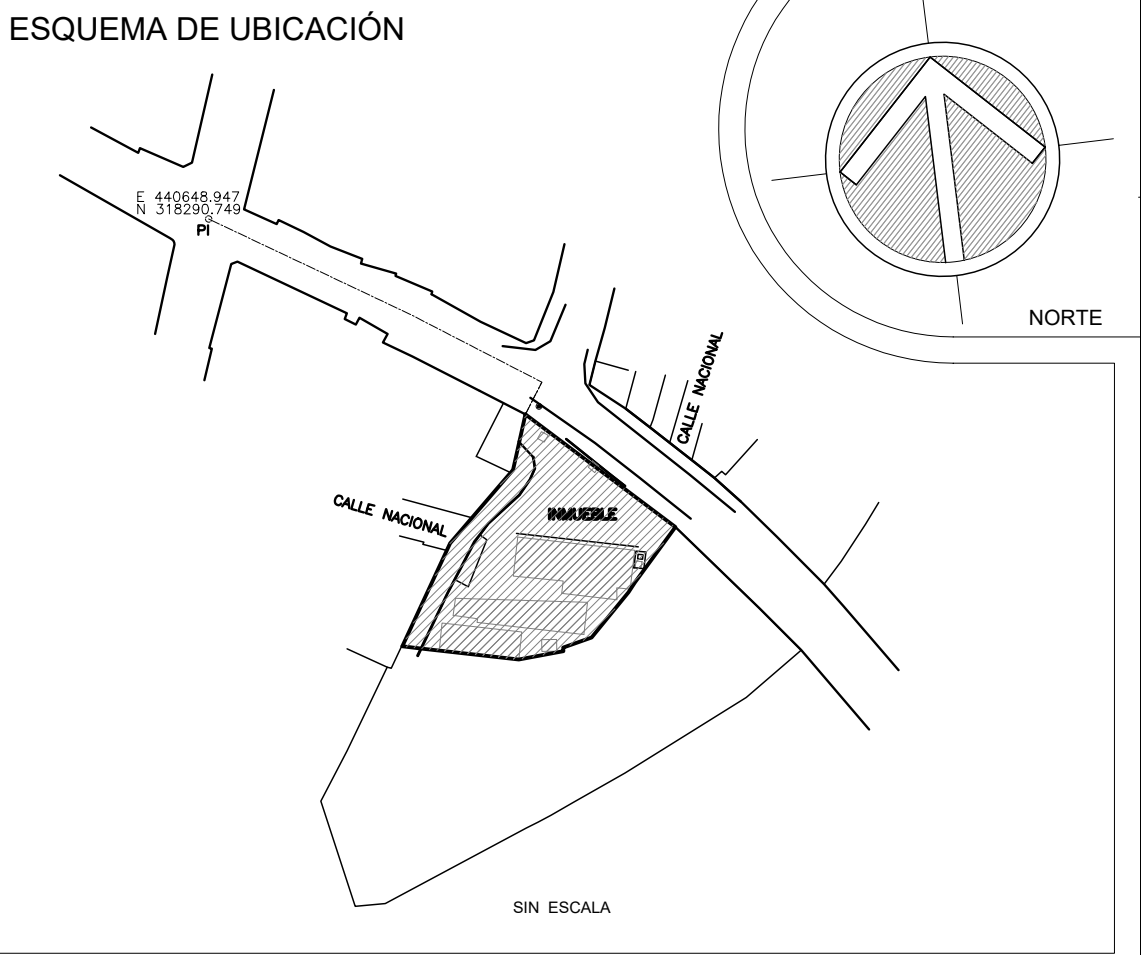 ESQUEMA DE UBICACIÓN
E 440648.947
N 318290.749
PI
NORTE
CALLE NACIONAL
CALLE NACIONAL
INMUEBLE
SIN ESCALA